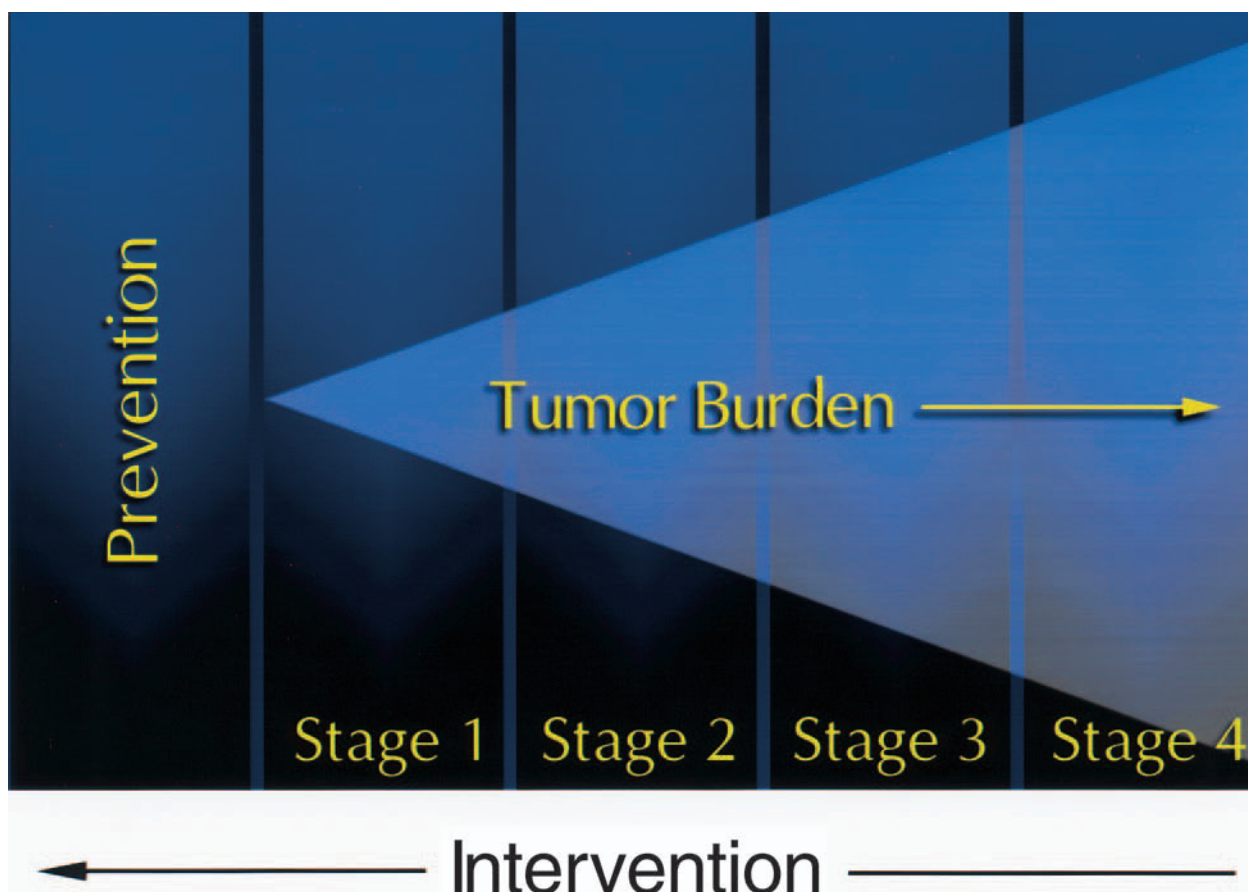 Prevention
Tumor Burden
Stage 1 Stage 2 Stage 3 Stage 4
Intervention